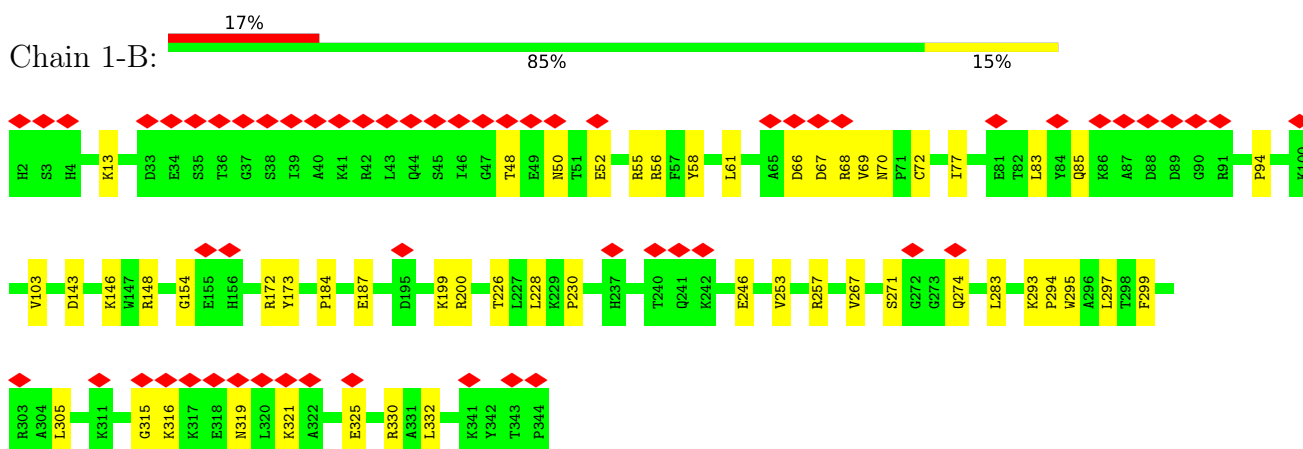 17%
Chain 1-B:
85% 15%
H2 S3 H4 K13 D33 E34 S35 T36 G37 S38 I39 A40 K41 R42 L43 Q44 S45 I46 G47 T48 E49 N50 T51 E52 R55 R56 F57 Y58 L61 A65 D66 D67 R68 V69 N70 P71 C72 I77 E81 T82 L83 Y84 Q85 K86 A87 D88 D89 G90 R91 P94 K100
V103 D143 K146 W147 R148 G154 E155 H156 R172 Y173 P184 E187 D195 K199 R200 T226 L227 L228 K229 P230 H237 T240 Q241 K242 E246 V253 R257 V267 S271 G272 G273 Q274 L283 K293 P294 W295 A296 L297 T298 F299
R303 A304 L305 K311 G315 K316 K317 E318 N319 L320 K321 A322 E325 R330 A331 L332 K341 Y342 T343 P344